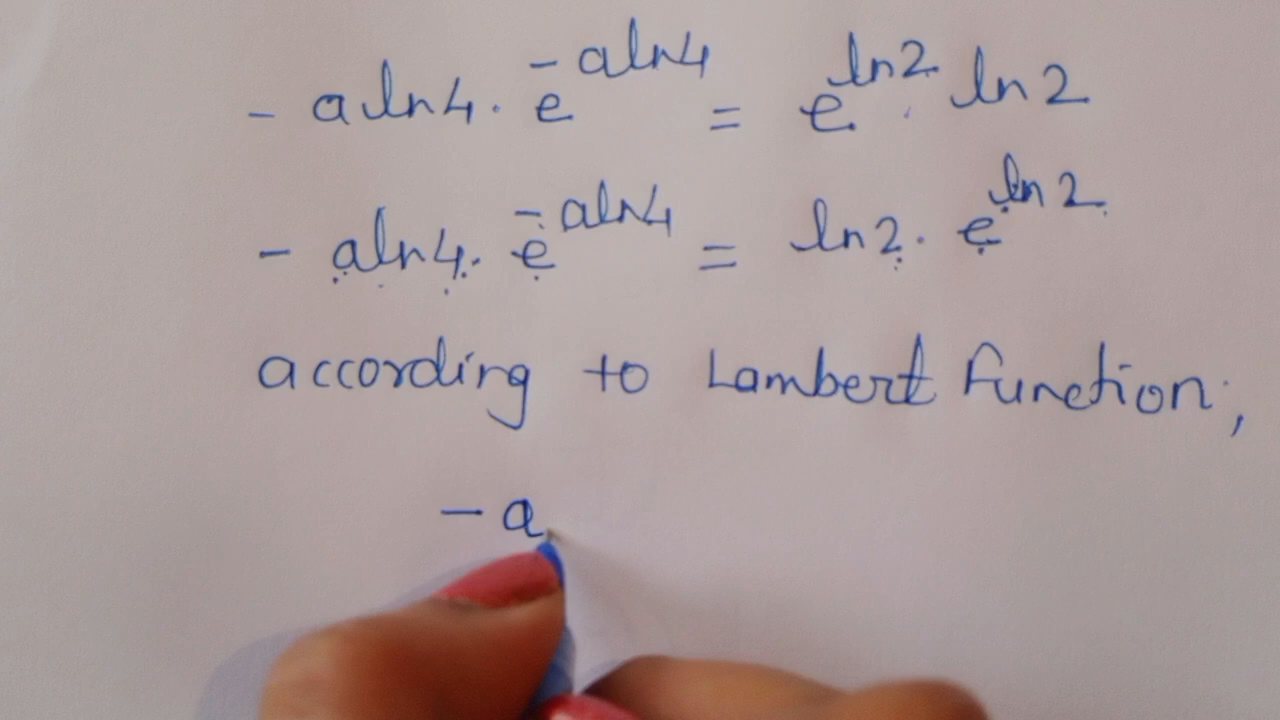 - aln4. e^-aln4 = e^ln2. ln2
- aln4. e^-aln4 = ln2. e^ln2
according to Lambert function;
- a